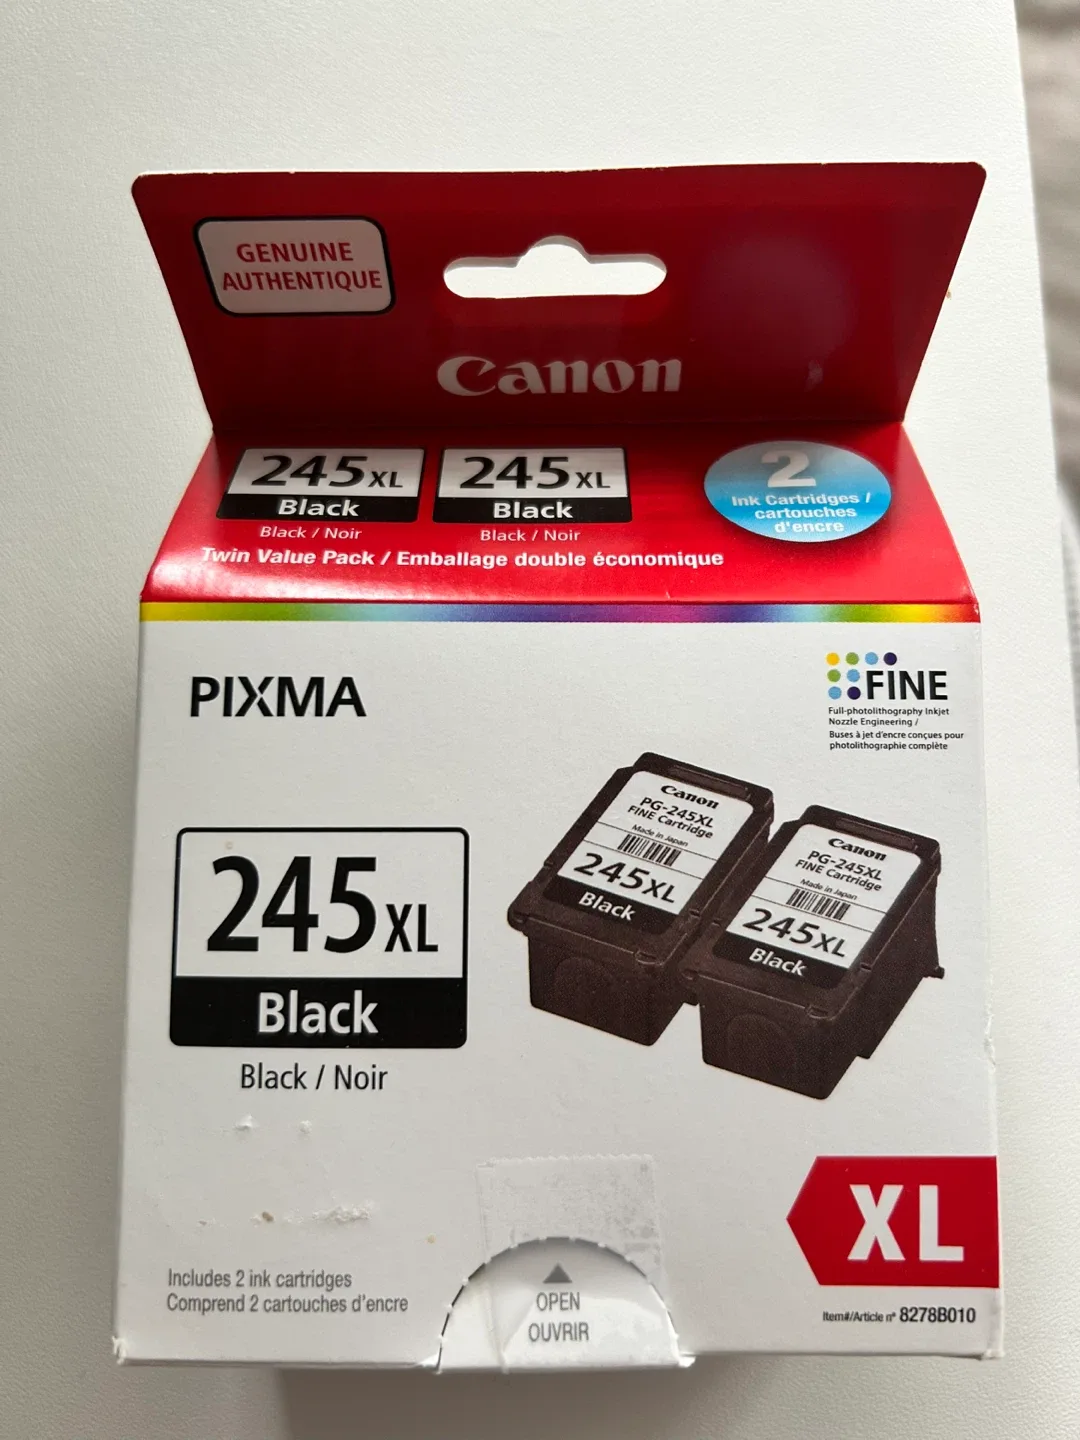 GENUINE
AUTHENTIQUE
Canon
245XL
Black
Black / Noir
245XL
Black
Black / Noir
2
Ink Cartridges /
cartouches
d'encre
Twin Value Pack / Emballage double économique
PIXMA
FINE
Full-photolithography Inkjet
Nozzle Engineering /
Buses à jet d'encre conçues pour
photolithographie complète
Canon
PG-245XL
FINE Cartridge
Made in Japan
245XL
Black
Canon
PG-245XL
FINE Cartridge
Made in Japan
245XL
Black
245XL
Black
Black / Noir
XL
Includes 2 ink cartridges
Comprend 2 cartouches d'encre
OPEN
OUVRIR
Item#/Article n° 8278B010